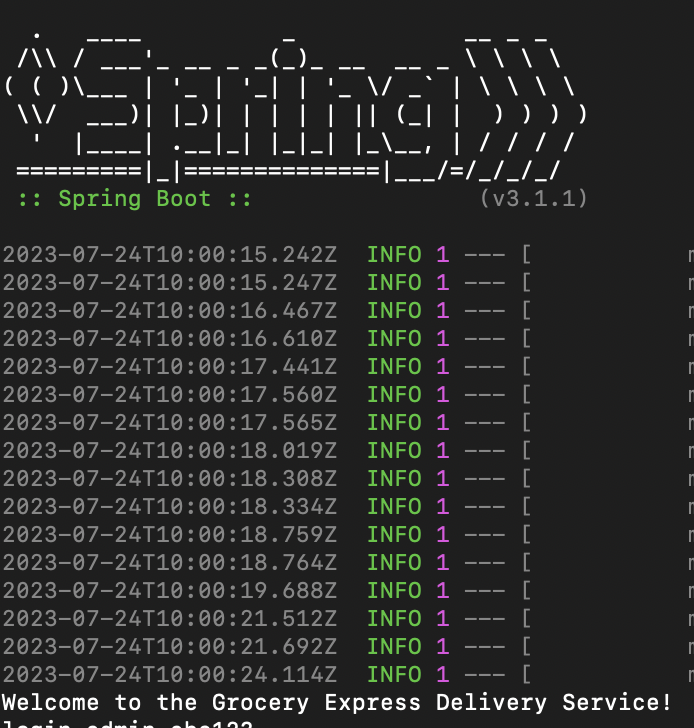 .   ____          _            __ _ _
 /\\ / ___'_ __ _ _(_)_ __  __ _ \ \ \ \
( ( )\___ | '_ | '_| | '_ \/ _` | \ \ \ \
 \\/  ___)| |_)| | | | | || (_| |  ) ) ) )
  '  |____| .__|_| |_|_| |_\__, | / / / /
 =========|_|==============|___/=/_/_/_/
 :: Spring Boot ::                (v3.1.1)
2023-07-24T10:00:15.242Z  INFO 1 --- [
2023-07-24T10:00:15.247Z  INFO 1 --- [
2023-07-24T10:00:16.467Z  INFO 1 --- [
2023-07-24T10:00:16.610Z  INFO 1 --- [
2023-07-24T10:00:17.441Z  INFO 1 --- [
2023-07-24T10:00:17.560Z  INFO 1 --- [
2023-07-24T10:00:17.565Z  INFO 1 --- [
2023-07-24T10:00:18.019Z  INFO 1 --- [
2023-07-24T10:00:18.308Z  INFO 1 --- [
2023-07-24T10:00:18.334Z  INFO 1 --- [
2023-07-24T10:00:18.759Z  INFO 1 --- [
2023-07-24T10:00:18.764Z  INFO 1 --- [
2023-07-24T10:00:19.688Z  INFO 1 --- [
2023-07-24T10:00:21.512Z  INFO 1 --- [
2023-07-24T10:00:21.692Z  INFO 1 --- [
2023-07-24T10:00:24.114Z  INFO 1 --- [
Welcome to the Grocery Express Delivery Service!